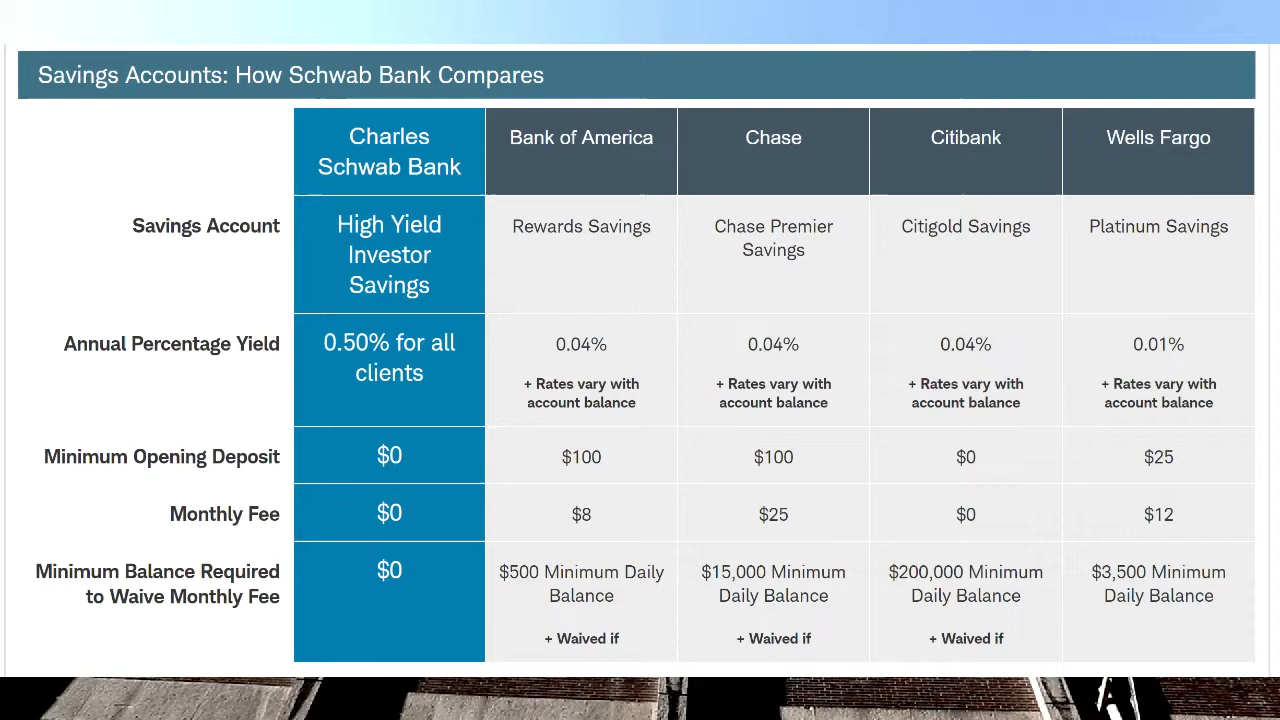 Savings Accounts: How Schwab Bank Compares
Charles
Schwab Bank
Bank of America
Chase
Citibank
Wells Fargo
Savings Account
High Yield
Investor
Savings
Rewards Savings
Chase Premier
Savings
Citigold Savings
Platinum Savings
Annual Percentage Yield
0.50% for all
clients
0.04%
+ Rates vary with
account balance
0.04%
+ Rates vary with
account balance
0.04%
+ Rates vary with
account balance
0.01%
+ Rates vary with
account balance
Minimum Opening Deposit
$0
$100
$100
$0
$25
Monthly Fee
$0
$8
$25
$0
$12
Minimum Balance Required
to Waive Monthly Fee
$0
$500 Minimum Daily
Balance
+ Waived if
$15,000 Minimum
Daily Balance
+ Waived if
$200,000 Minimum
Daily Balance
+ Waived if
$3,500 Minimum
Daily Balance